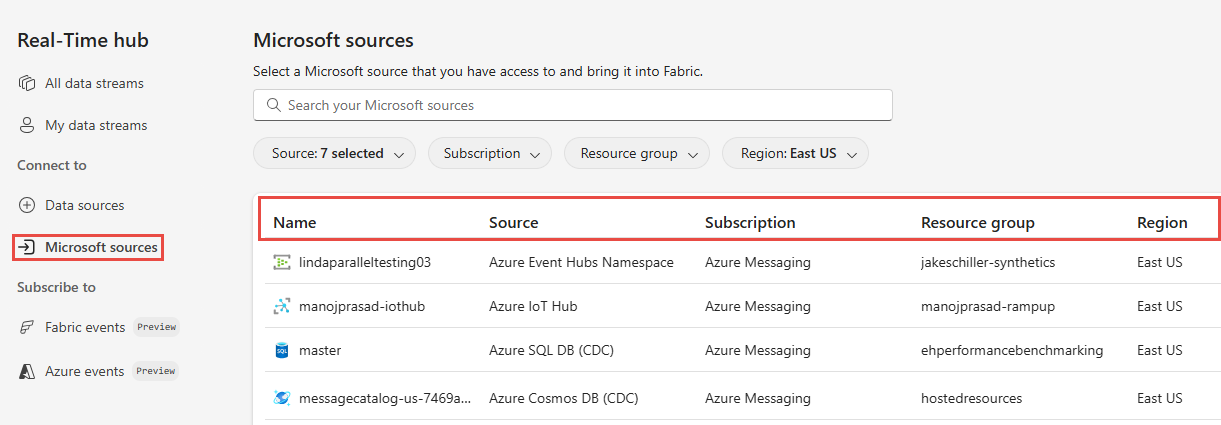 Real-Time hub
All data streams
My data streams
Connect to
Data sources
Microsoft sources
Subscribe to
Fabric events Preview
Azure events Preview
Microsoft sources
Select a Microsoft source that you have access to and bring it into Fabric.
Search your Microsoft sources
Source: 7 selected Subscription Resource group Region: East US
Name Source Subscription Resource group Region
lindaparalleltesting03 Azure Event Hubs Namespace Azure Messaging jakeschiller-synthetics East US
manojprasad-iothub Azure IoT Hub Azure Messaging manojprasad-rampup East US
SQL master Azure SQL DB (CDC) Azure Messaging ehperformancebenchmarking East US
messagecatalog-us-7469a... Azure Cosmos DB (CDC) Azure Messaging hostedresources East US